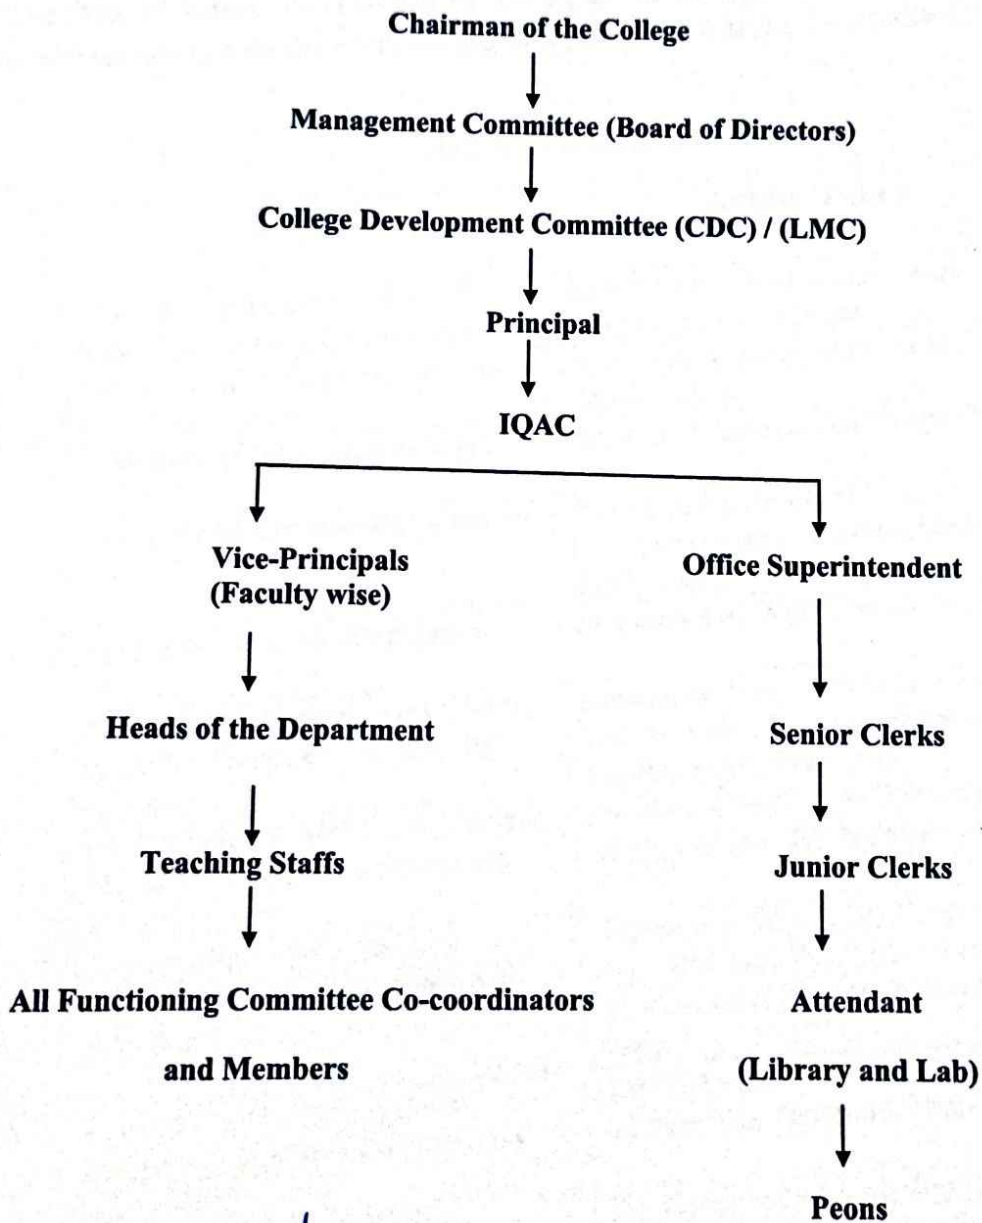 Chairman of the College
Management Committee (Board of Directors)
College Development Committee (CDC) / (LMC)
Principal
IQAC
Vice-Principals
(Faculty wise)
Office Superintendent
Heads of the Department
Senior Clerks
Teaching Staffs
Junior Clerks
All Functioning Committee Co-coordinators
and Members
Attendant
(Library and Lab)
Peons